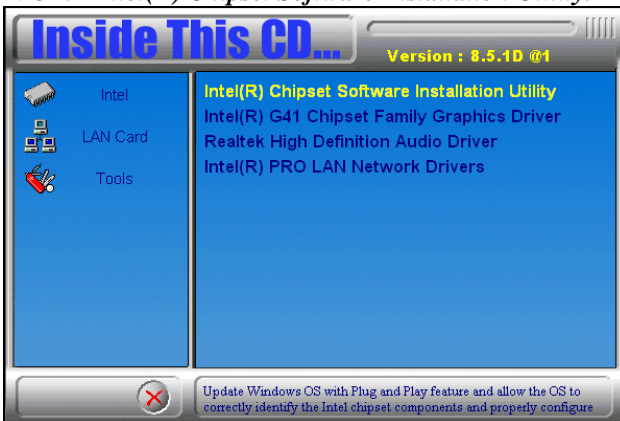 Inside This CD...
Version : 8.5.1D @1
Intel
LAN Card
Tools
Intel(R) Chipset Software Installation Utility
Intel(R) G41 Chipset Family Graphics Driver
Realtek High Definition Audio Driver
Intel(R) PRO LAN Network Drivers
Update Windows OS with Plug and Play feature and allow the OS to
correctly identify the Intel chipset components and properly configure